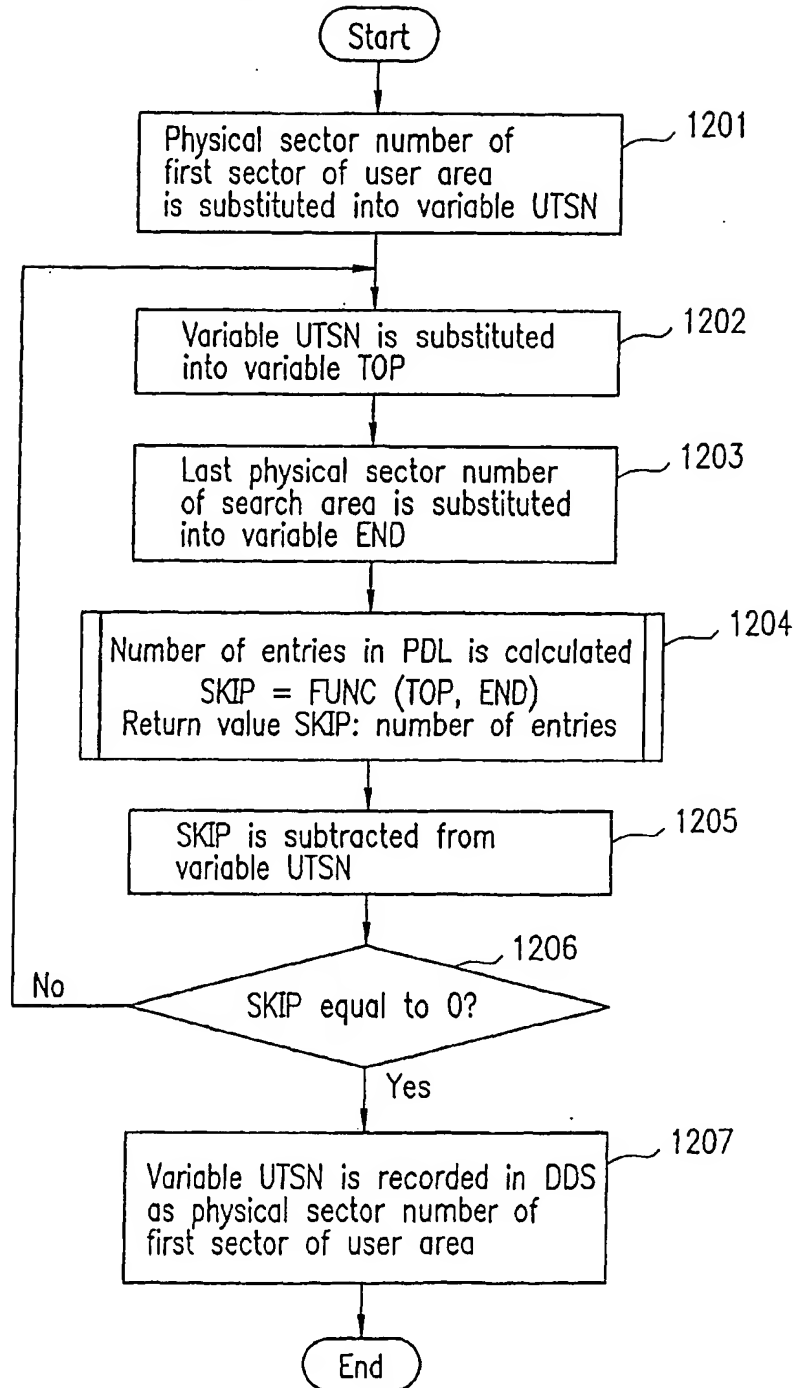 Start
1201
Physical sector number of
first sector of user area
is substituted into variable UTSN
1202
Variable UTSN is substituted
into variable TOP
1203
Last physical sector number
of search area is substituted
into variable END
1204
Number of entries in PDL is calculated
SKIP = FUNC (TOP, END)
Return value SKIP: number of entries
1205
SKIP is subtracted from
variable UTSN
1206
No
SKIP equal to 0?
Yes
1207
Variable UTSN is recorded in DDS
as physical sector number of
first sector of user area
End